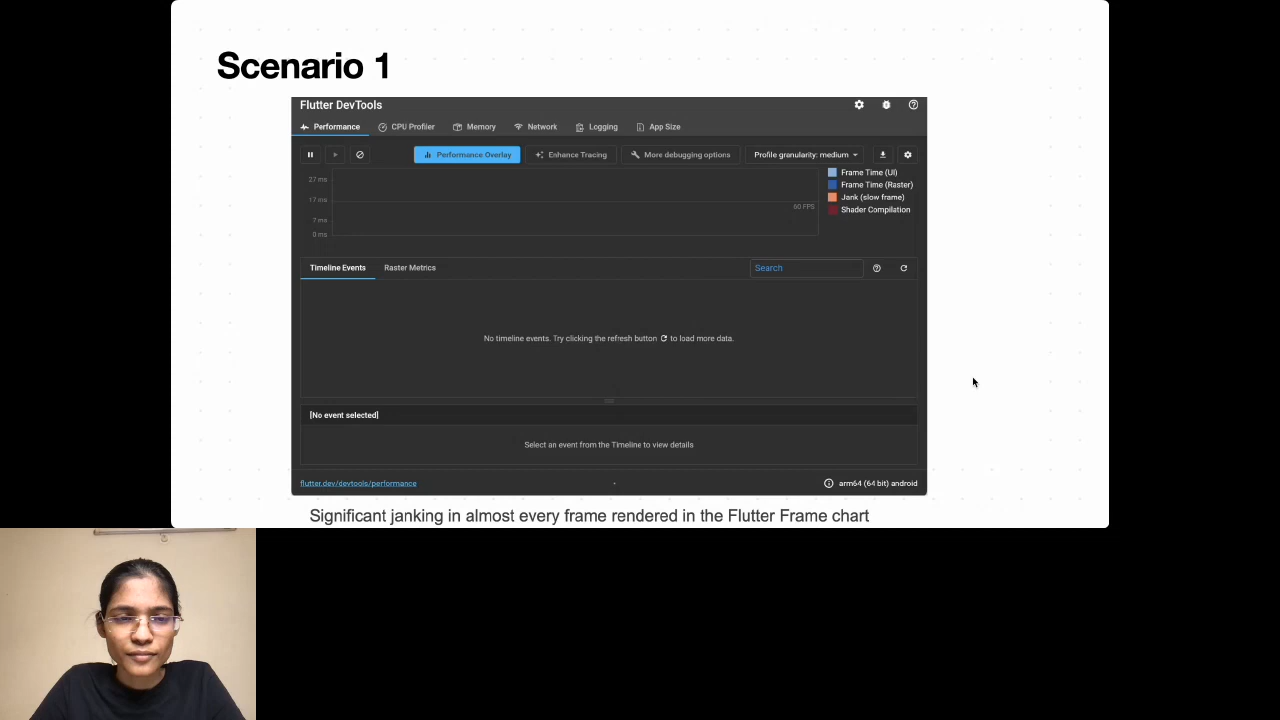 Scenario 1
Flutter DevTools
Performance
CPU Profiler
Memory
Network
Logging
App Size
Performance Overlay
Enhance Tracing
More debugging options
Profile granularity: medium
27 ms
17 ms
7 ms
0 ms
60 FPS
Frame Time (UI)
Frame Time (Raster)
Jank (slow frame)
Shader Compilation
Timeline Events
Raster Metrics
Search
No timeline events. Try clicking the refresh button to load more data.
[No event selected]
Select an event from the Timeline to view details
flutter.dev/devtools/performance
arm64 (64 bit) android
Significant janking in almost every frame rendered in the Flutter Frame chart